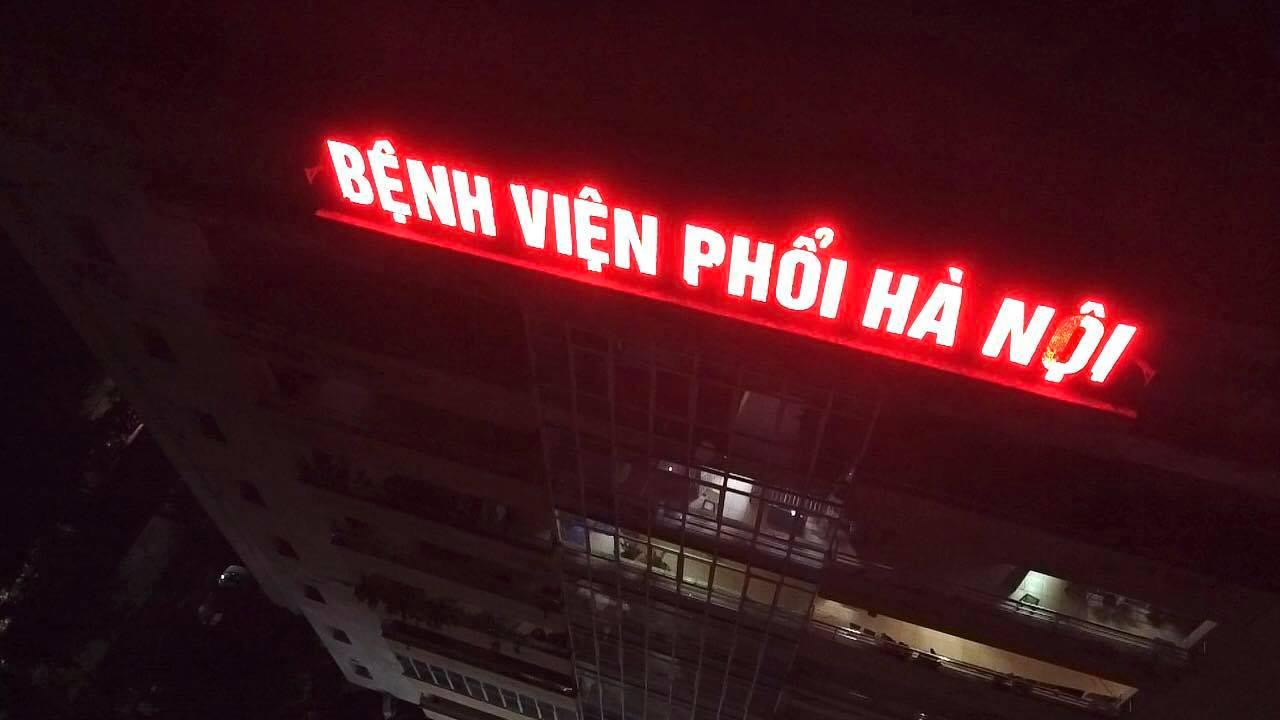 BỆNH VIỆN PHỔI HÀ NỘI